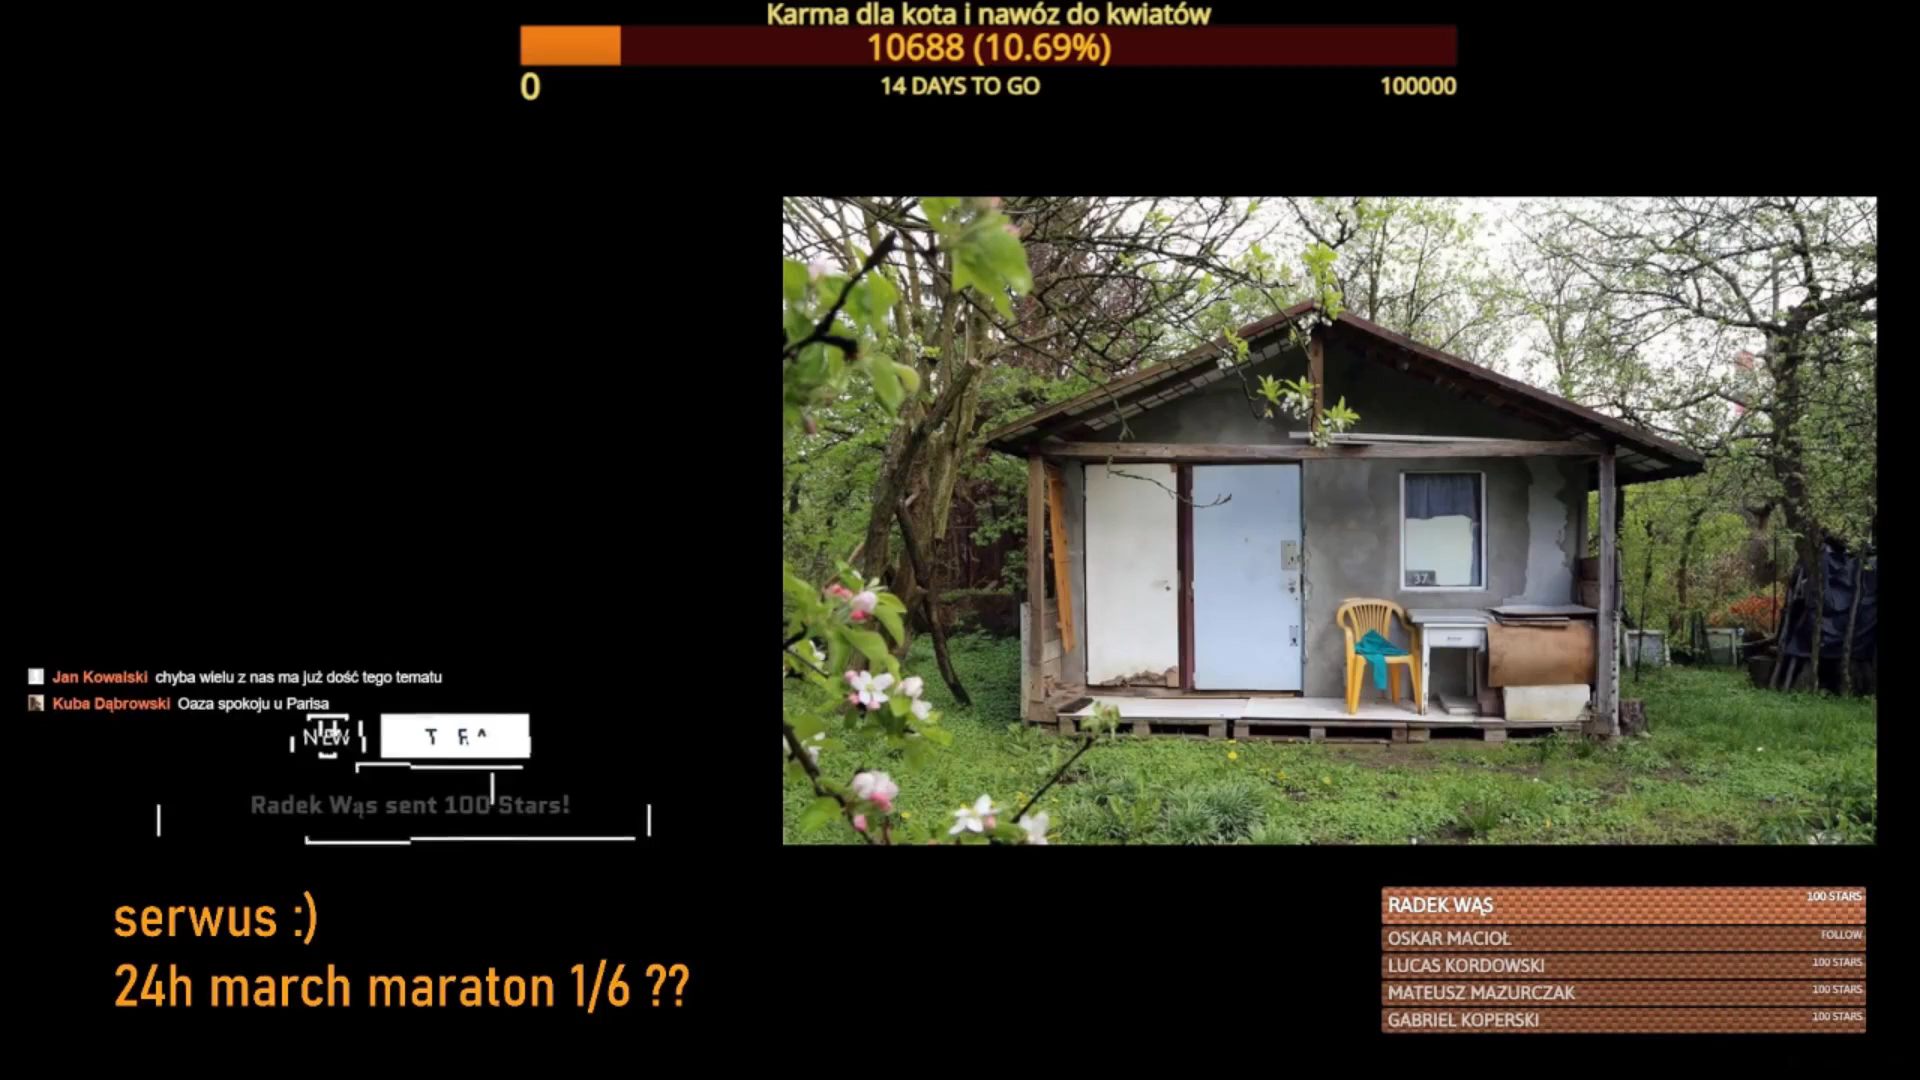 Karma dla kota i nawóz do kwiatów
10688 (10.69%)
0 14 DAYS TO GO 100000
37
Jan Kowalski chyba wielu z nas ma już dość tego tematu
Kuba Dąbrowski Oaza spokoju u Parisa
NEW
Radek Wąs sent 100 Stars!
serwus :)
24h march maraton 1/6 ??
RADEK WĄS 100 STARS
OSKAR MACIOŁ FOLLOW
LUCAS KORDOWSKI 100 STARS
MATEUSZ MAZURCZAK 100 STARS
GABRIEL KOPERSKI 100 STARS